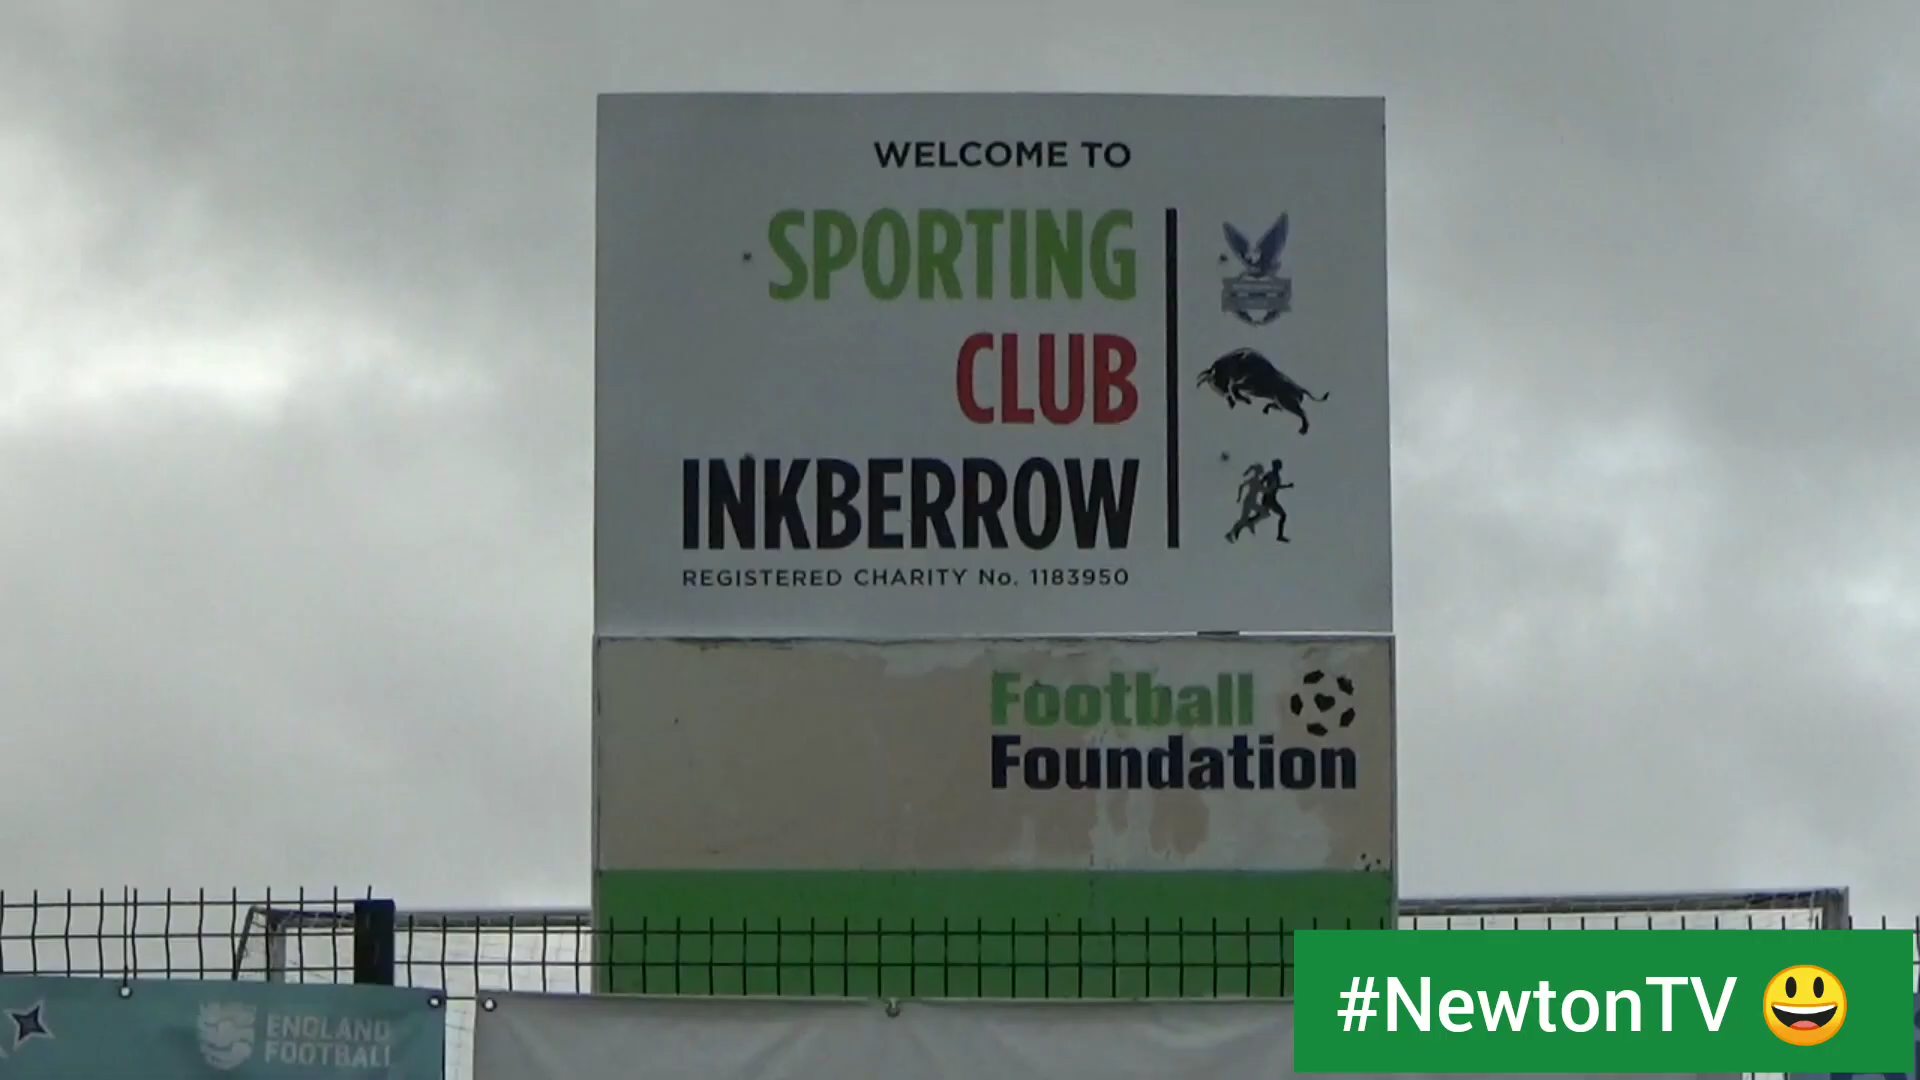 WELCOME TO
SPORTING
CLUB
INKBERROW
REGISTERED CHARITY No. 1183950
Football
Foundation
ENGLAND
FOOTBALL
#NewtonTV 😃